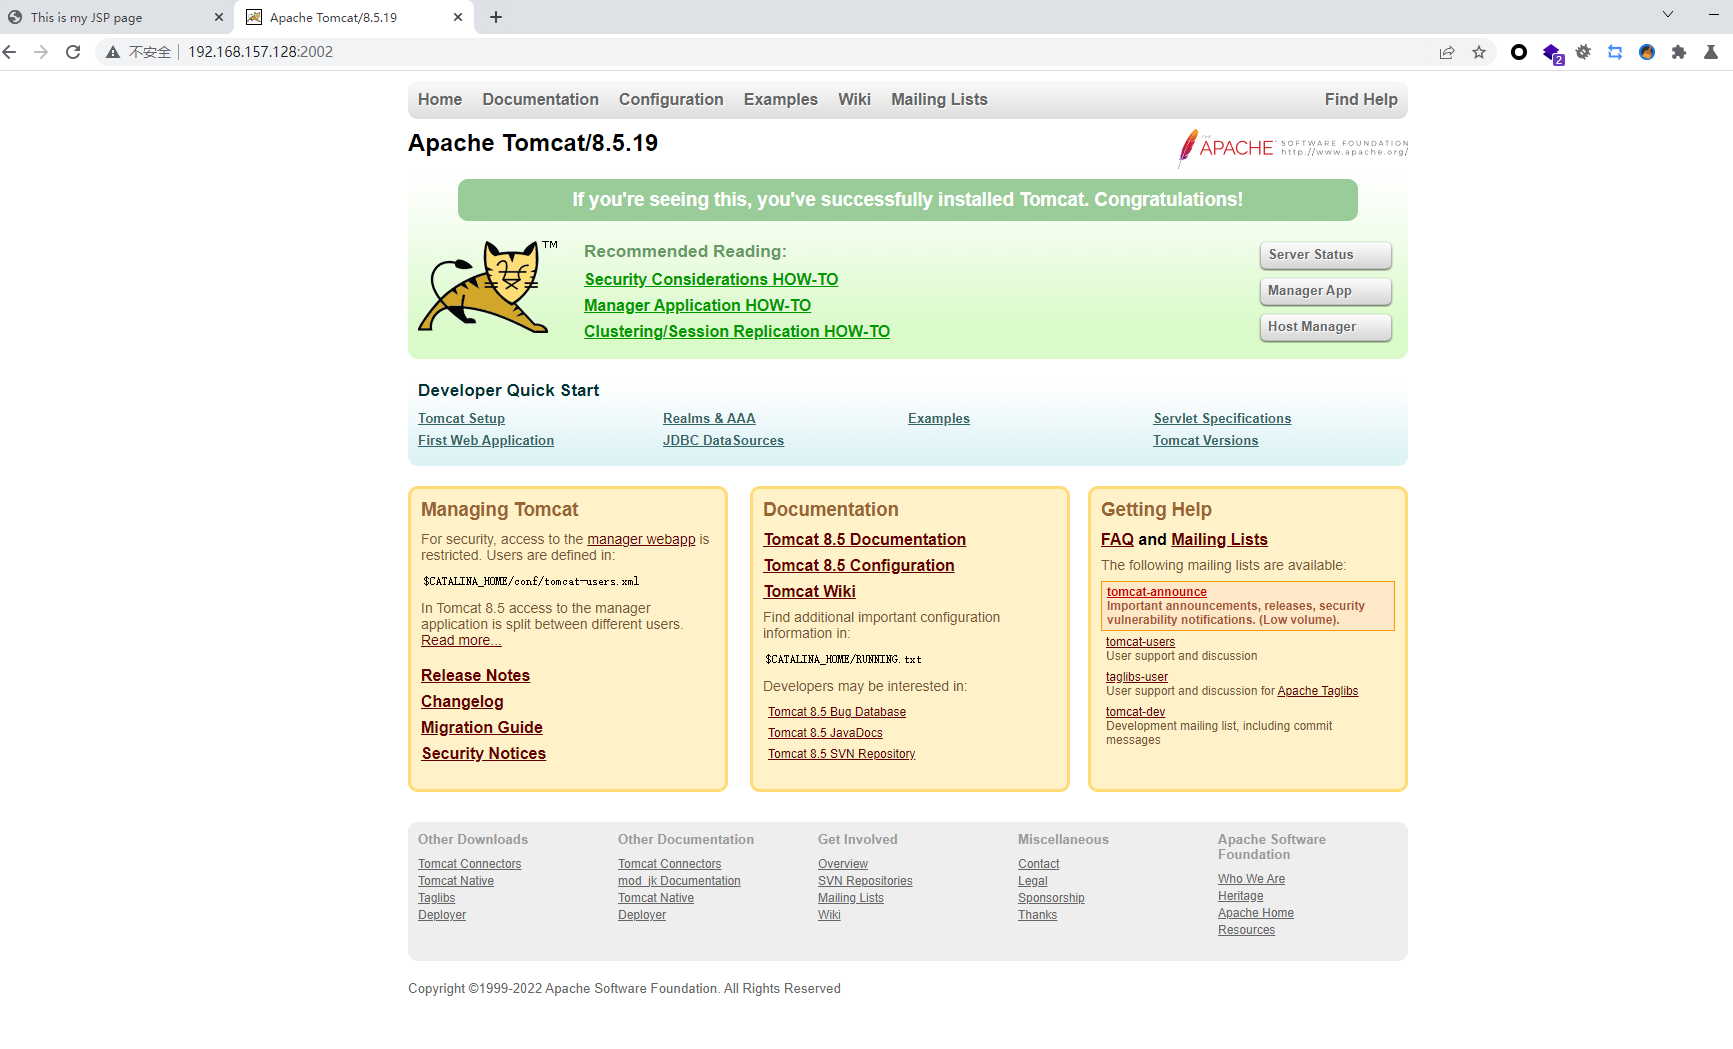 This is my JSP page
Apache Tomcat/8.5.19
不安全 192.168.157.128:2002
2
Home Documentation Configuration Examples Wiki Mailing Lists Find Help
Apache Tomcat/8.5.19
THE
APACHE SOFTWARE FOUNDATION
http://www.apache.org/
If you're seeing this, you've successfully installed Tomcat. Congratulations!
TM
Recommended Reading:
Security Considerations HOW-TO
Manager Application HOW-TO
Clustering/Session Replication HOW-TO
Server Status
Manager App
Host Manager
Developer Quick Start
Tomcat Setup
First Web Application
Realms & AAA
JDBC DataSources
Examples
Servlet Specifications
Tomcat Versions
Managing Tomcat
For security, access to the manager webapp is
restricted. Users are defined in:
$CATALINA_HOME/conf/tomcat-users.xml
In Tomcat 8.5 access to the manager
application is split between different users.
Read more...
Release Notes
Changelog
Migration Guide
Security Notices
Documentation
Tomcat 8.5 Documentation
Tomcat 8.5 Configuration
Tomcat Wiki
Find additional important configuration
information in:
$CATALINA_HOME/RUNNING.txt
Developers may be interested in:
Tomcat 8.5 Bug Database
Tomcat 8.5 JavaDocs
Tomcat 8.5 SVN Repository
Getting Help
FAQ and Mailing Lists
The following mailing lists are available:
tomcat-announce
Important announcements, releases, security
vulnerability notifications. (Low volume).
tomcat-users
User support and discussion
taglibs-user
User support and discussion for Apache Taglibs
tomcat-dev
Development mailing list, including commit
messages
Other Downloads
Tomcat Connectors
Tomcat Native
Taglibs
Deployer
Other Documentation
Tomcat Connectors
mod_jk Documentation
Tomcat Native
Deployer
Get Involved
Overview
SVN Repositories
Mailing Lists
Wiki
Miscellaneous
Contact
Legal
Sponsorship
Thanks
Apache Software
Foundation
Who We Are
Heritage
Apache Home
Resources
Copyright ©1999-2022 Apache Software Foundation. All Rights Reserved